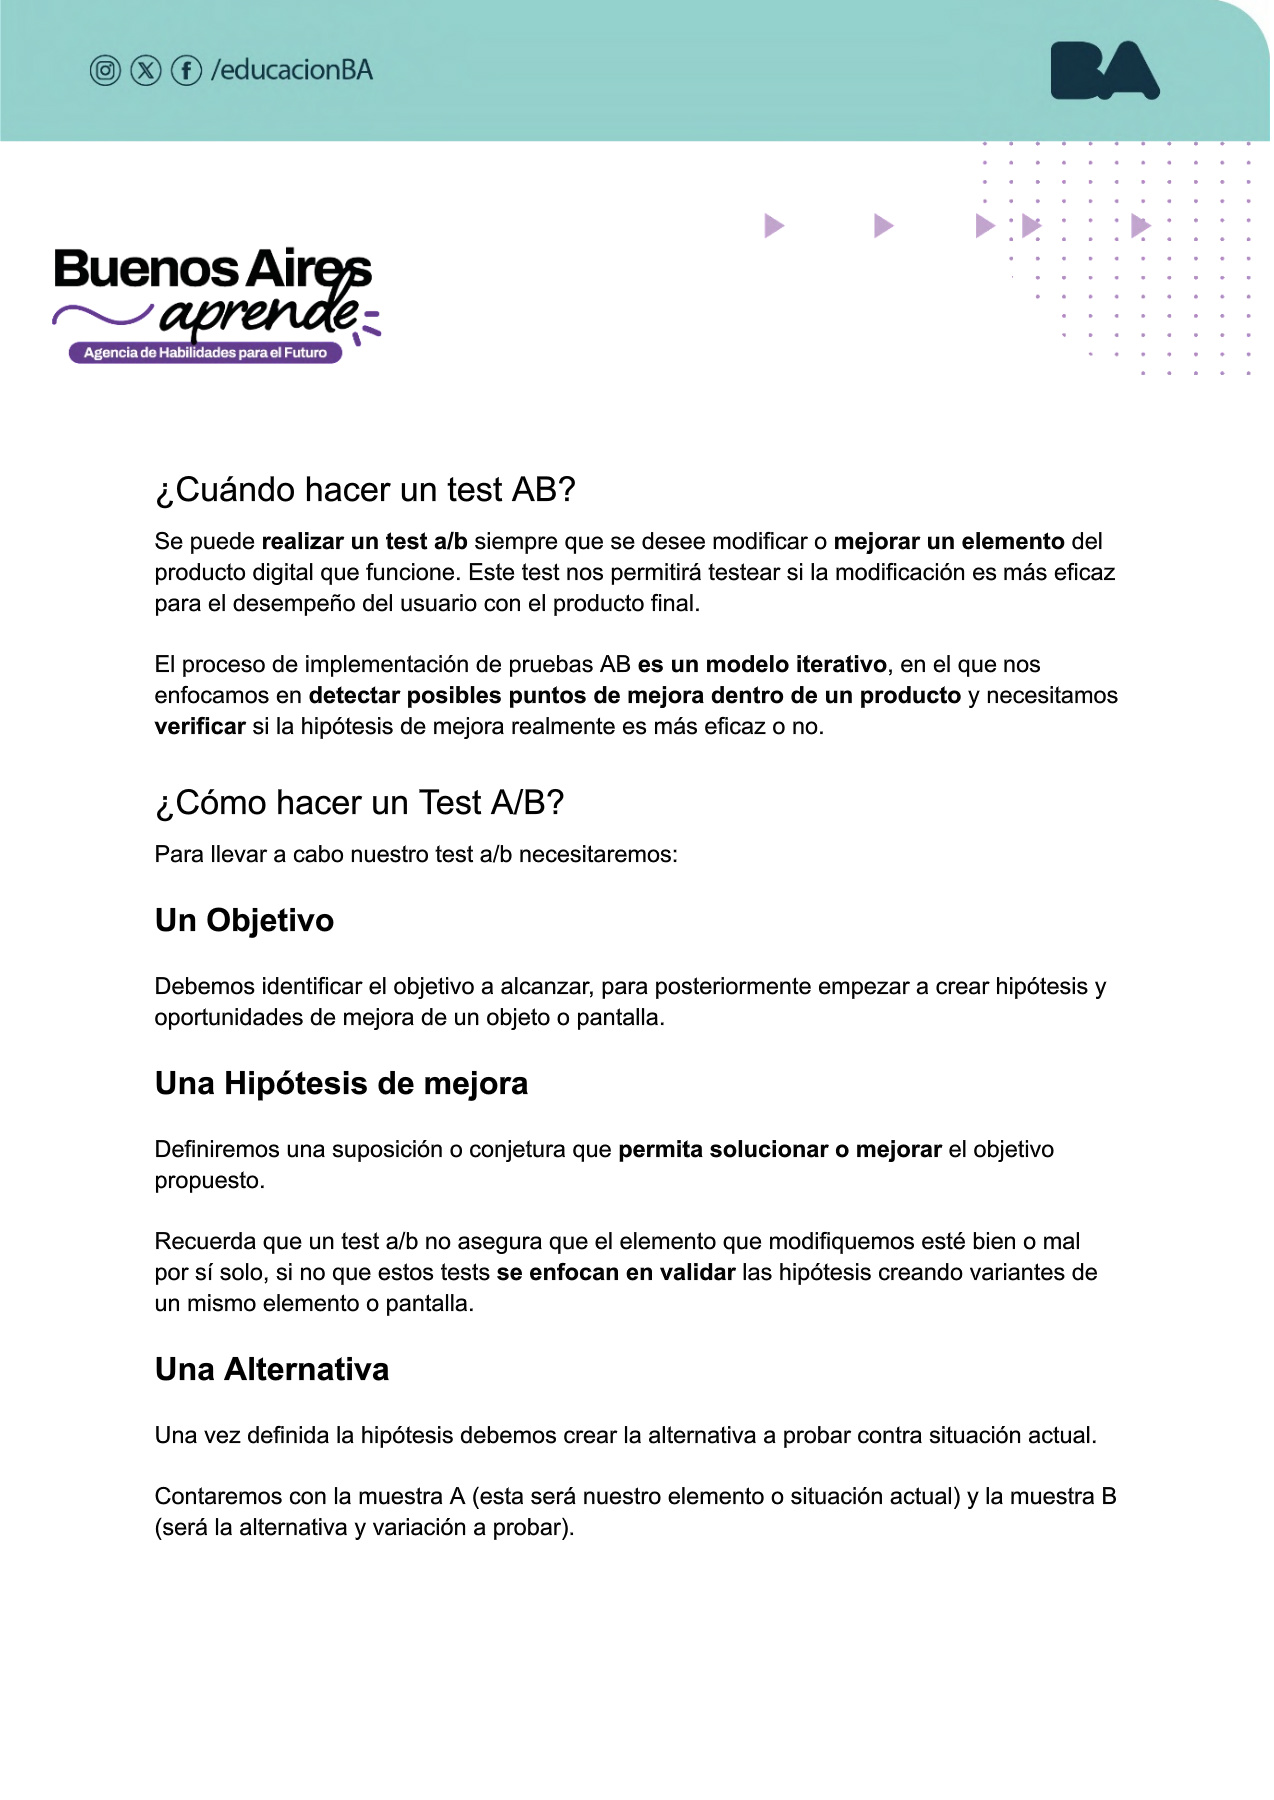 /educacionBA
BA
Buenos Aires
aprende
Agencia de Habilidades para el Futuro
¿Cuándo hacer un test AB?
Se puede realizar un test a/b siempre que se desee modificar o mejorar un elemento del
producto digital que funcione. Este test nos permitirá testear si la modificación es más eficaz
para el desempeño del usuario con el producto final.
El proceso de implementación de pruebas AB es un modelo iterativo, en el que nos
enfocamos en detectar posibles puntos de mejora dentro de un producto y necesitamos
verificar si la hipótesis de mejora realmente es más eficaz o no.
¿Cómo hacer un Test A/B?
Para llevar a cabo nuestro test a/b necesitaremos:
Un Objetivo
Debemos identificar el objetivo a alcanzar, para posteriormente empezar a crear hipótesis y
oportunidades de mejora de un objeto o pantalla.
Una Hipótesis de mejora
Definiremos una suposición o conjetura que permita solucionar o mejorar el objetivo
propuesto.
Recuerda que un test a/b no asegura que el elemento que modifiquemos esté bien o mal
por sí solo, si no que estos tests se enfocan en validar las hipótesis creando variantes de
un mismo elemento o pantalla.
Una Alternativa
Una vez definida la hipótesis debemos crear la alternativa a probar contra situación actual.
Contaremos con la muestra A (esta será nuestro elemento o situación actual) y la muestra B
(será la alternativa y variación a probar).